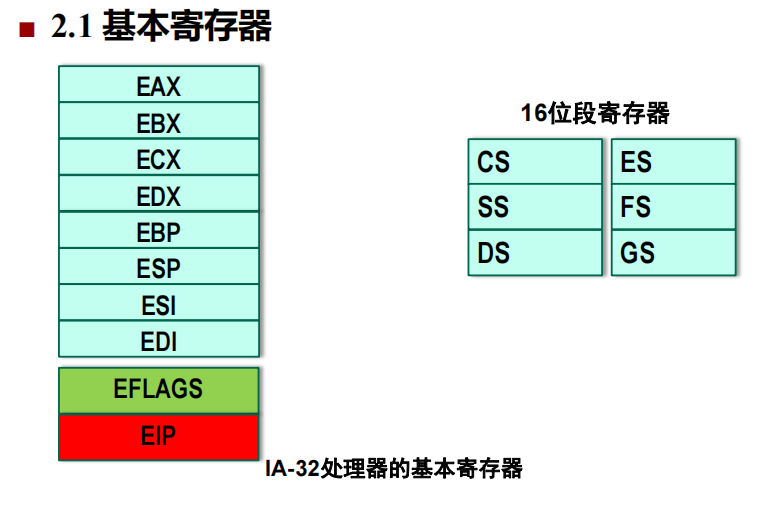 2.1 基本寄存器
EAX
EBX
ECX
EDX
EBP
ESP
ESI
EDI
EFLAGS
EIP
16位段寄存器
CS ES
SS FS
DS GS
IA-32处理器的基本寄存器